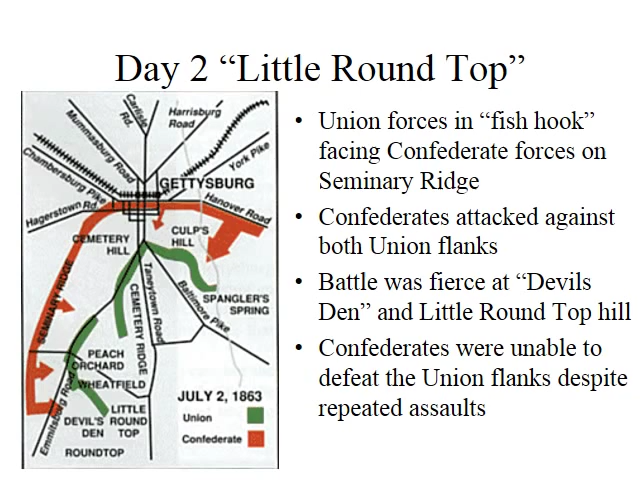 Day 2 “Little Round Top”
Carlisle
Rd.
Harrisburg
Road
Mummasburg Road
York Pike
Chambersburg Pike
GETTYSBURG
Hagerstown Rd.
Hanover Road
CEMETERY
HILL
CULP'S
HILL
SEMINARY RIDGE
CEMETERY RIDGE
Taneytown Road
Baltimore Pike
SPANGLER'S
SPRING
PEACH
ORCHARD
WHEATFIELD
Emmitsburg Road
DEVIL'S
DEN
LITTLE
ROUND
TOP
ROUNDTOP
JULY 2, 1863
Union
Confederate
• Union forces in “fish hook”
facing Confederate forces on
Seminary Ridge
• Confederates attacked against
both Union flanks
• Battle was fierce at “Devils
Den” and Little Round Top hill
• Confederates were unable to
defeat the Union flanks despite
repeated assaults